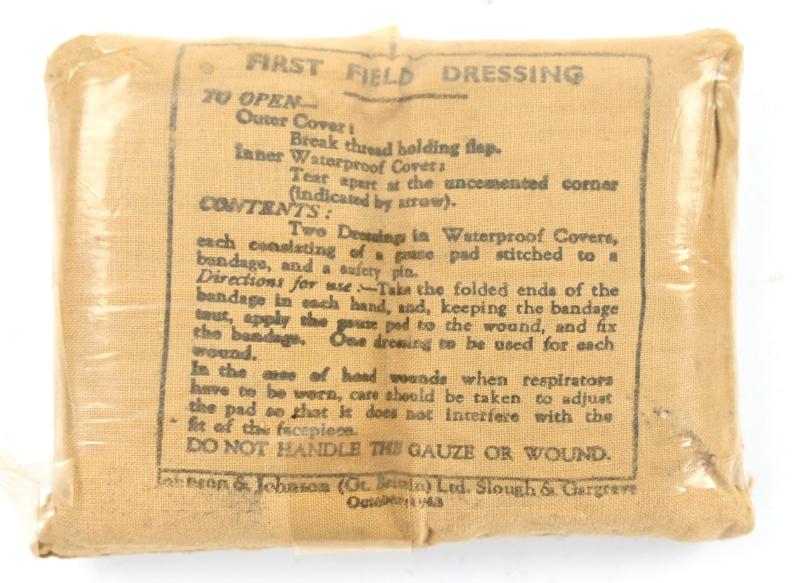 FIRST FIELD DRESSING
TO OPEN—
Outer Cover:
Break thread holding flap.
Inner Waterproof Cover:
Tear apart at the uncemented corner
(indicated by arrow).
CONTENTS:
Two Dressings in Waterproof Covers,
each consisting of a gauze pad stitched to a
bandage, and a safety pin.
Directions for use:—Take the folded ends of the
bandage in each hand, and, keeping the bandage
taut, apply the gauze pad to the wound, and fix
the bandage. One dressing to be used for each
wound.
In the case of head wounds when respirators
have to be worn, care should be taken to adjust
the pad so that it does not interfere with the
fit of the facepiece.
DO NOT HANDLE THE GAUZE OR WOUND.
Johnson & Johnson (Gt. Britain) Ltd. Slough & Gargrave
October,